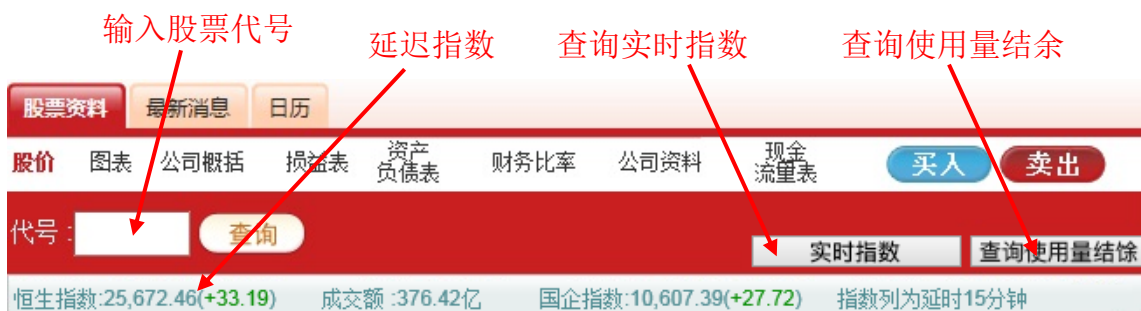 输入股票代号 延迟指数 查询实时指数 查询使用量结余
股票资料 最新消息 日历
股价 图表 公司概括 损益表 资产负债表 财务比率 公司资料 现金流量表 买入 卖出
代号 : 查询
实时指数 查询使用量结馀
恒生指数:25,672.46(+33.19) 成交额 :376.42亿 国企指数:10,607.39(+27.72) 指数列为延时15分钟